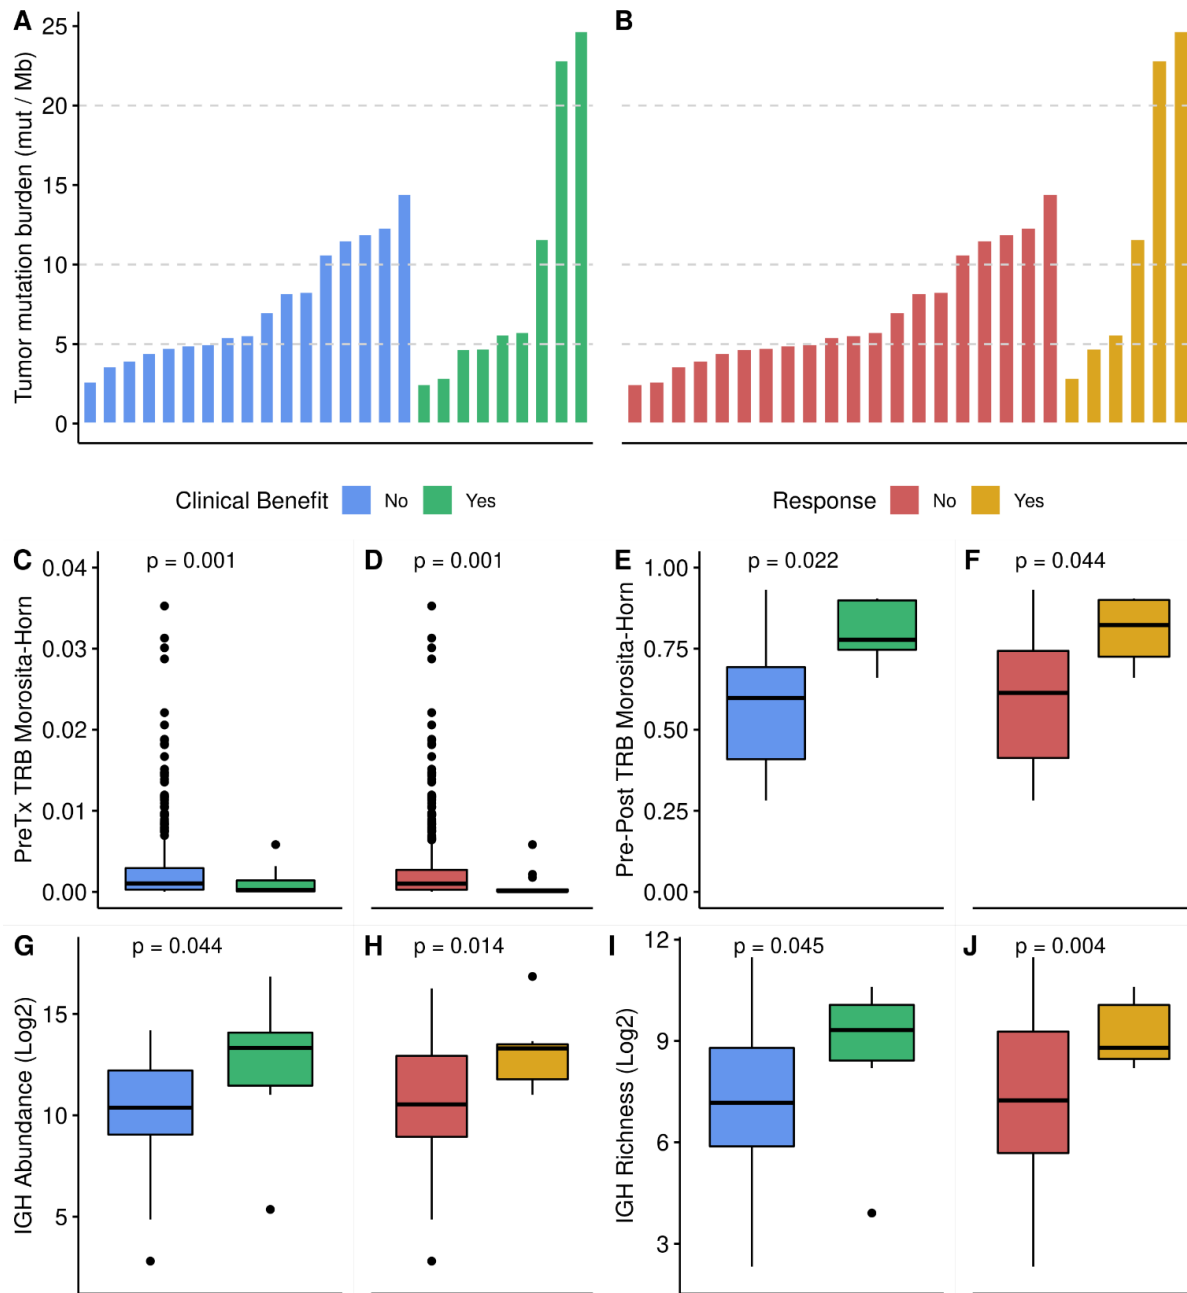 A
B
Tumor mutation burden (mut / Mb)
25
20
15
10
5
0
Clinical Benefit No Yes
Response No Yes
C
p = 0.001
D
p = 0.001
PreTx TRB Morosita-Horn
0.04
0.03
0.02
0.01
0.00
E
p = 0.022
F
p = 0.044
Pre-Post TRB Morosita-Horn
1.00
0.75
0.50
0.25
0.00
G
p = 0.044
H
p = 0.014
IGH Abundance (Log2)
15
10
5
I
p = 0.045
J
p = 0.004
IGH Richness (Log2)
12
9
6
3